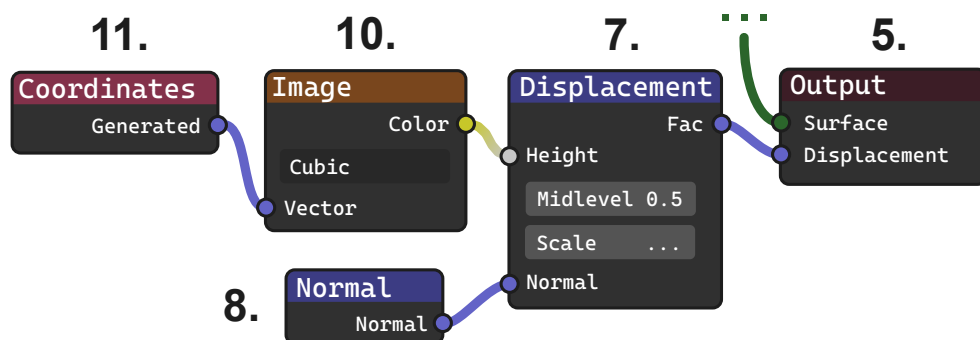 11.
10.
7.
5.
Coordinates
Generated
Image
Color
Cubic
Vector
Displacement
Fac
Height
Midlevel 0.5
Scale ...
Normal
Output
Surface
Displacement
8.
Normal
Normal